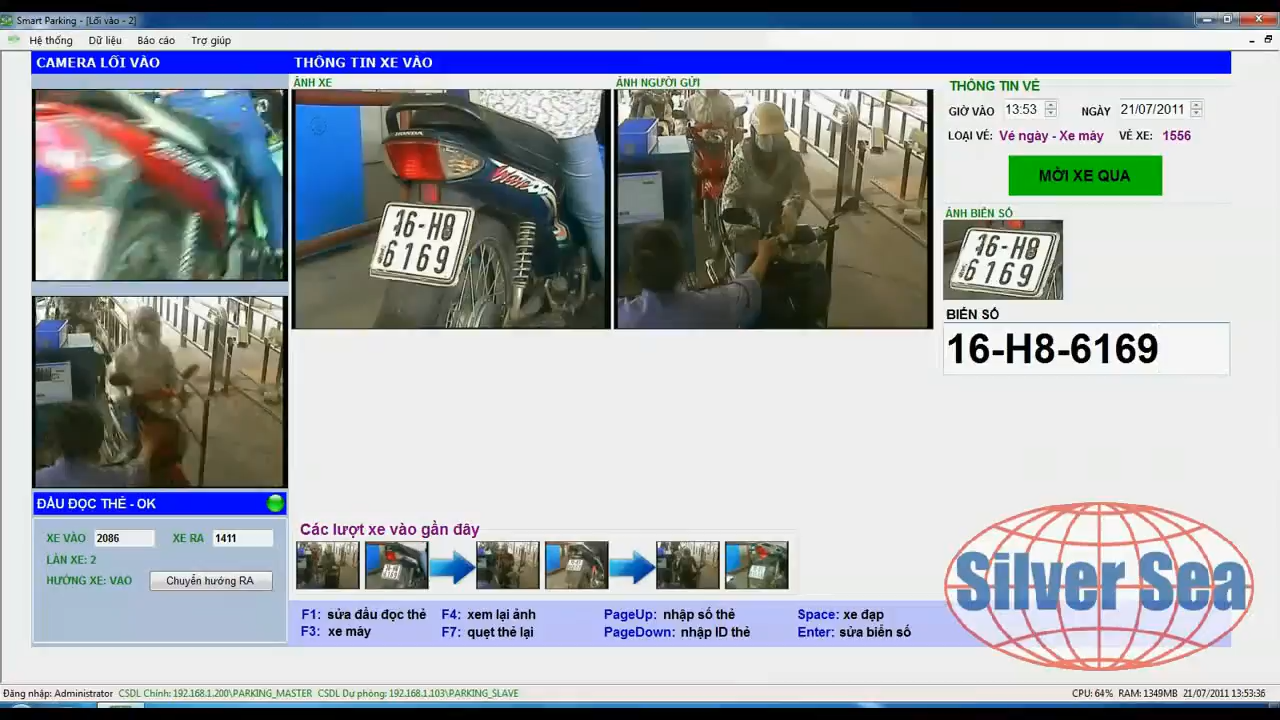 Smart Parking - [Lối vào - 2]
Hệ thống Dữ liệu Báo cáo Trợ giúp
CAMERA LỐI VÀO
THÔNG TIN XE VÀO
ẢNH XE
HONDA
16-H8
6169
ẢNH NGƯỜI GỬI
THÔNG TIN VÉ
GIỜ VÀO 13:53 NGÀY 21/07/2011
LOẠI VÉ: Vé ngày - Xe máy VÉ XE: 1556
MỜI XE QUA
ẢNH BIỂN SỐ
16-H8
6169
BIỂN SỐ
16-H8-6169
ĐẦU ĐỌC THẺ - OK
XE VÀO 2086 XE RA 1411
LÀN XE: 2
HƯỚNG XE: VÀO Chuyển hướng RA
Các lượt xe vào gần đây
F1: sửa đầu đọc thẻ F4: xem lại ảnh PageUp: nhập số thẻ Space: xe đạp
F3: xe máy F7: quẹt thẻ lại PageDown: nhập ID thẻ Enter: sửa biển số
Silver Sea
Đăng nhập: Administrator CSDL Chính: 192.168.1.200\PARKING_MASTER CSDL Dự phòng: 192.168.1.103\PARKING_SLAVE CPU: 64% RAM: 1349MB 21/07/2011 13:53:36